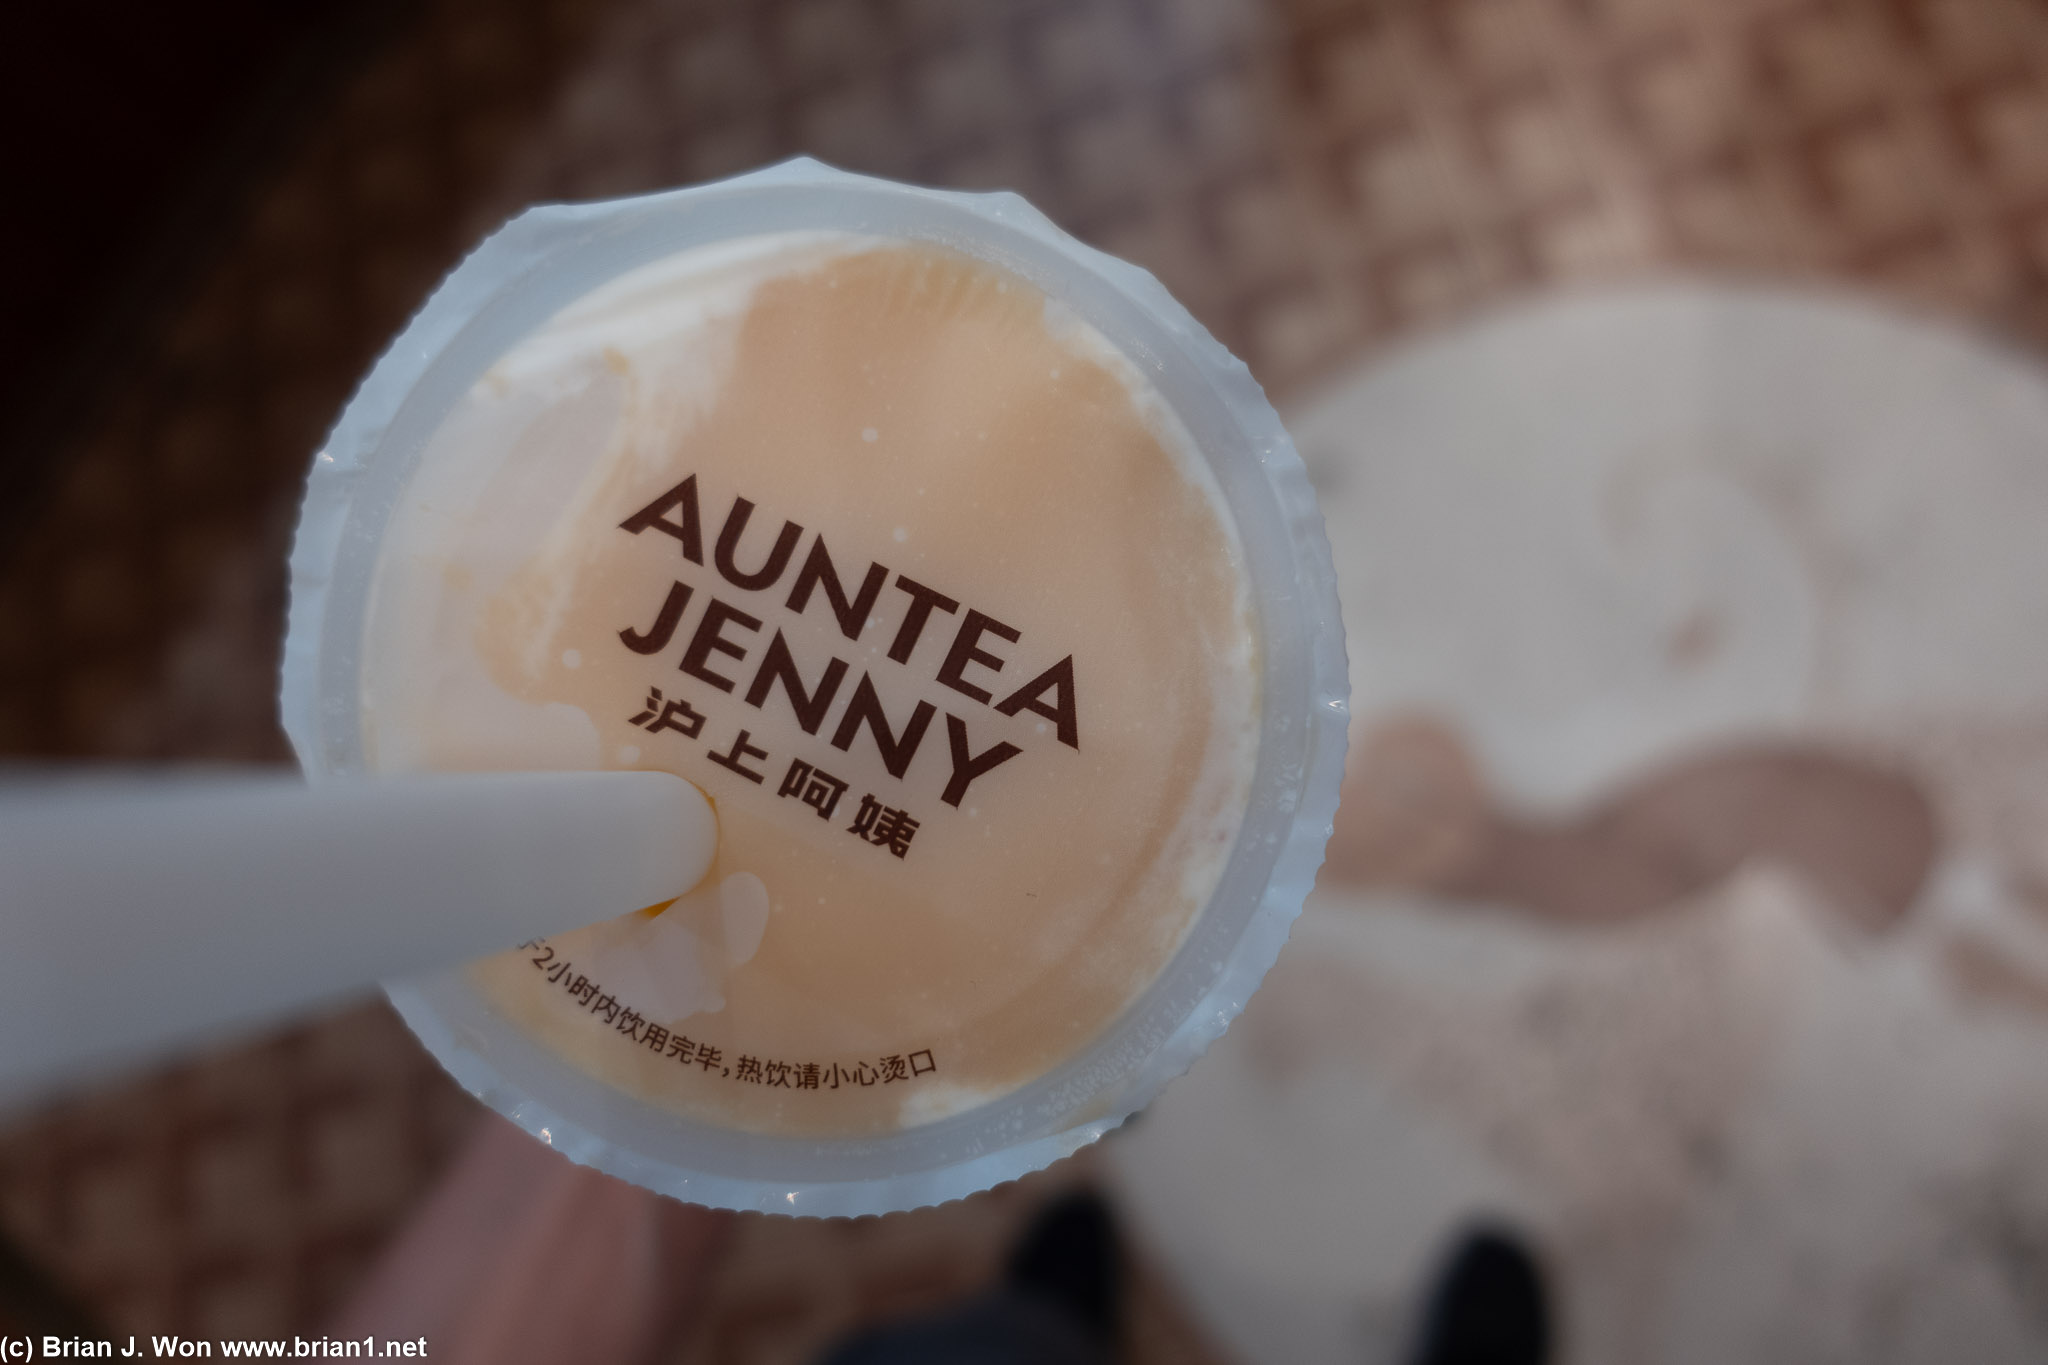 AUNTEA
JENNY
沪上阿姨
于2小时内饮用完毕，热饮请小心烫口
(c) Brian J. Won www.brian1.net